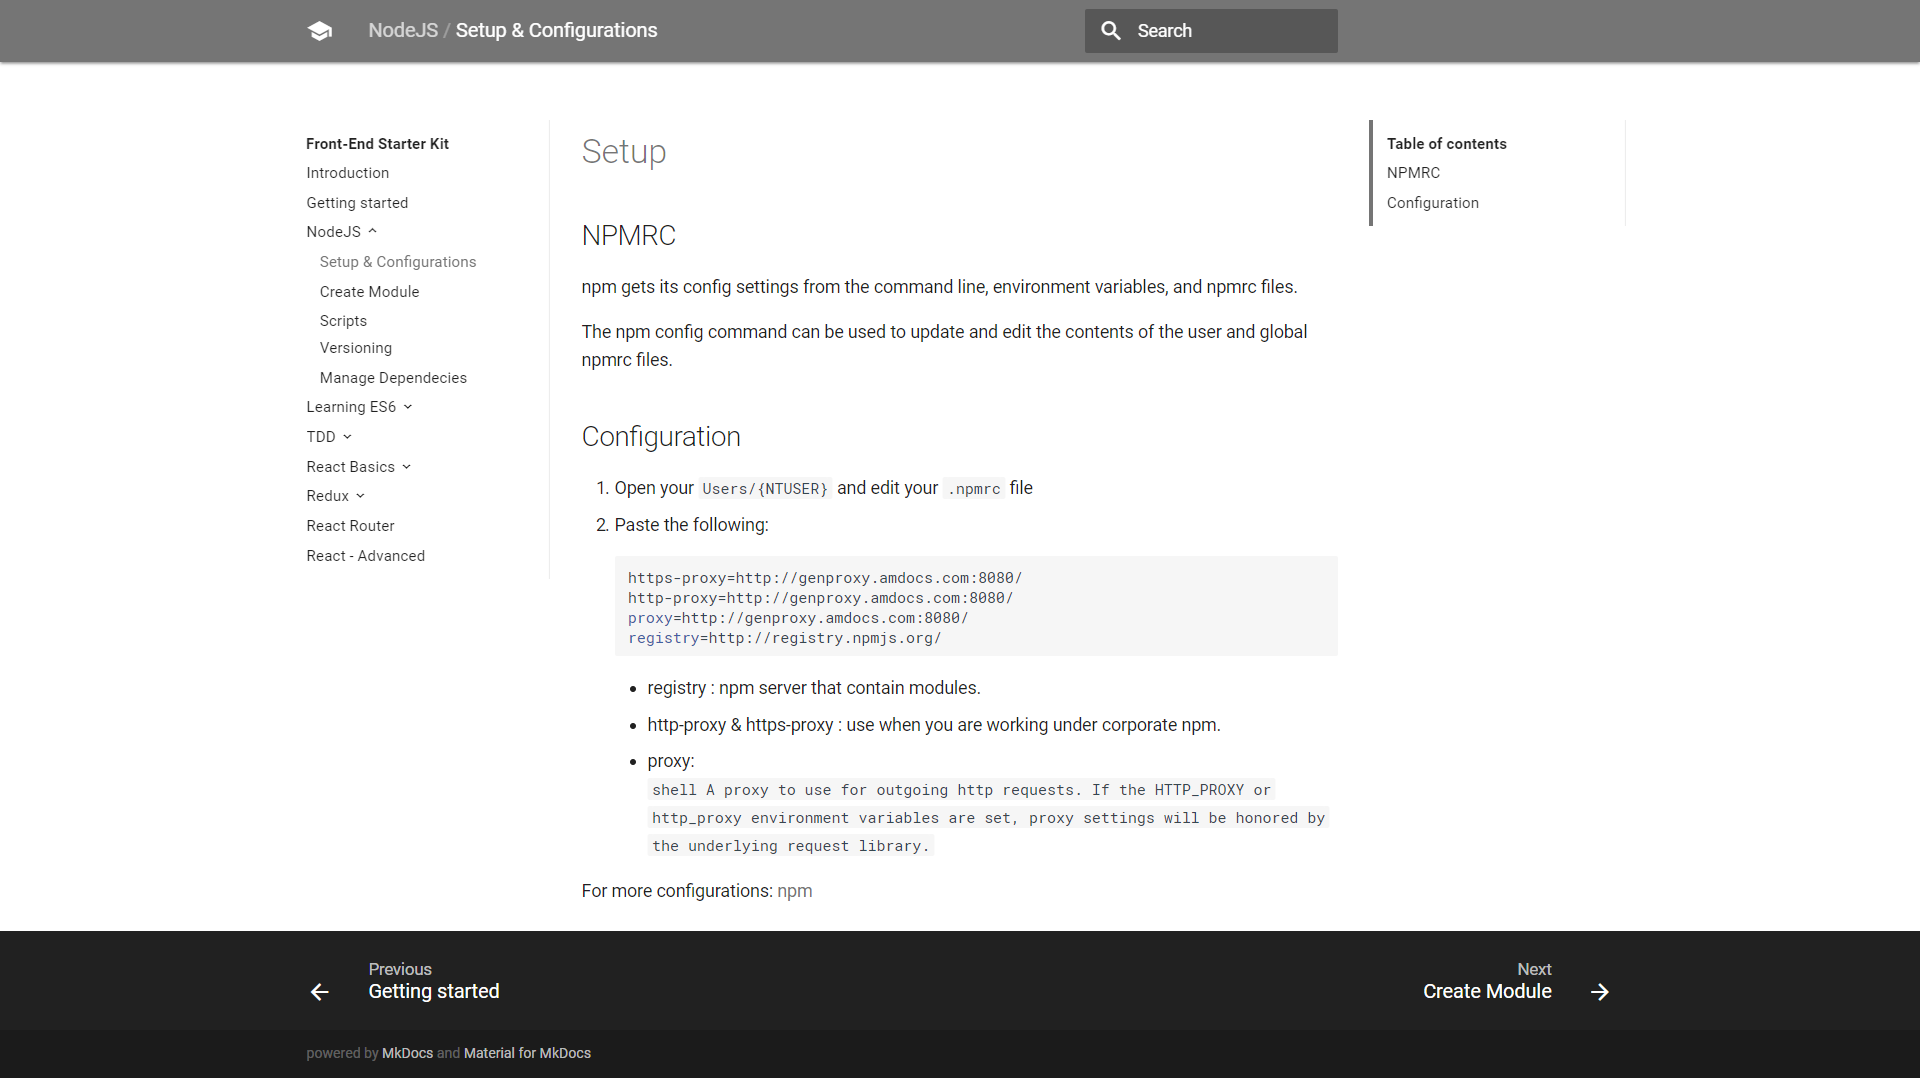 NodeJS / Setup & Configurations
Search
Front-End Starter Kit
Introduction
Getting started
NodeJS
Setup & Configurations
Create Module
Scripts
Versioning
Manage Dependecies
Learning ES6
TDD
React Basics
Redux
React Router
React - Advanced
Setup
NPMRC
npm gets its config settings from the command line, environment variables, and npmrc files.
The npm config command can be used to update and edit the contents of the user and global
npmrc files.
Configuration
1. Open your Users/{NTUSER} and edit your .npmrc file
2. Paste the following:
https-proxy=http://genproxy.amdocs.com:8080/
http-proxy=http://genproxy.amdocs.com:8080/
proxy=http://genproxy.amdocs.com:8080/
registry=http://registry.npmjs.org/
• registry : npm server that contain modules.
• http-proxy & https-proxy : use when you are working under corporate npm.
• proxy:
shell A proxy to use for outgoing http requests. If the HTTP_PROXY or
http_proxy environment variables are set, proxy settings will be honored by
the underlying request library.
For more configurations: npm
Table of contents
NPMRC
Configuration
Previous
Getting started
Next
Create Module
powered by MkDocs and Material for MkDocs